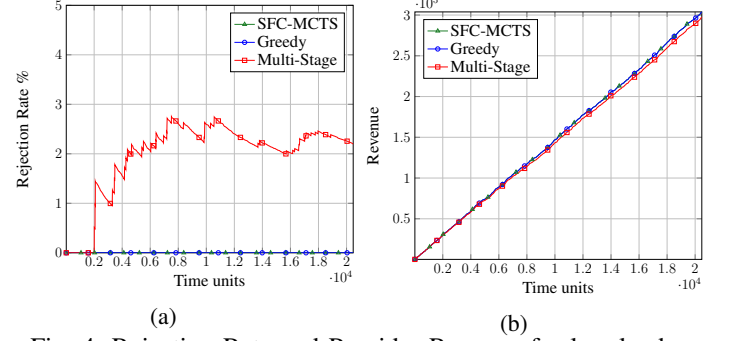 5
4
3
2
1
0
Rejection Rate %
SFC-MCTS
Greedy
Multi-Stage
0.2 0.4 0.6 0.8 1 1.2 1.4 1.6 1.8 2
·10⁴
Time units
(a)
3
2.5
2
1.5
1
0.5
Revenue
SFC-MCTS
Greedy
Multi-Stage
0.2 0.4 0.6 0.8 1 1.2 1.4 1.6 1.8 2
·10⁴
Time units
(b)